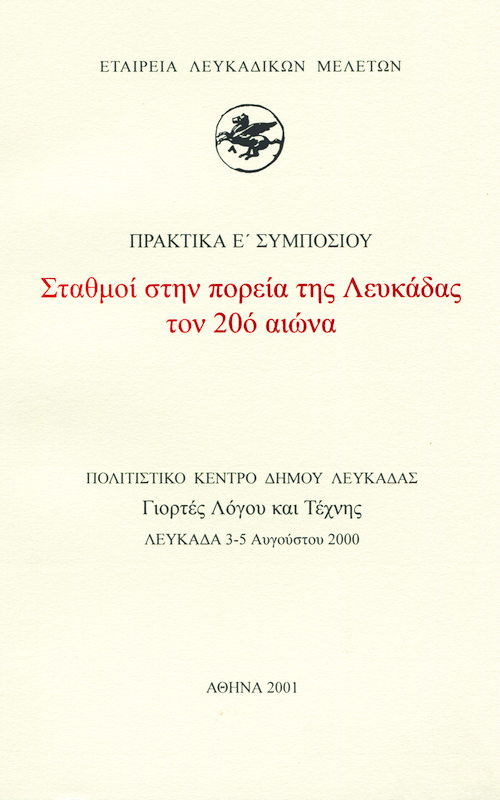 ΕΤΑΙΡΕΙΑ ΛΕΥΚΑΔΙΚΩΝ ΜΕΛΕΤΩΝ
Λ
ΠΡΑΚΤΙΚΑ Ε΄ ΣΥΜΠΟΣΙΟΥ
Σταθμοί στην πορεία της Λευκάδας
τον 20ό αιώνα
ΠΟΛΙΤΙΣΤΙΚΟ ΚΕΝΤΡΟ ΔΗΜΟΥ ΛΕΥΚΑΔΑΣ
Γιορτές Λόγου και Τέχνης
ΛΕΥΚΑΔΑ 3-5 Αυγούστου 2000
ΑΘΗΝΑ 2001